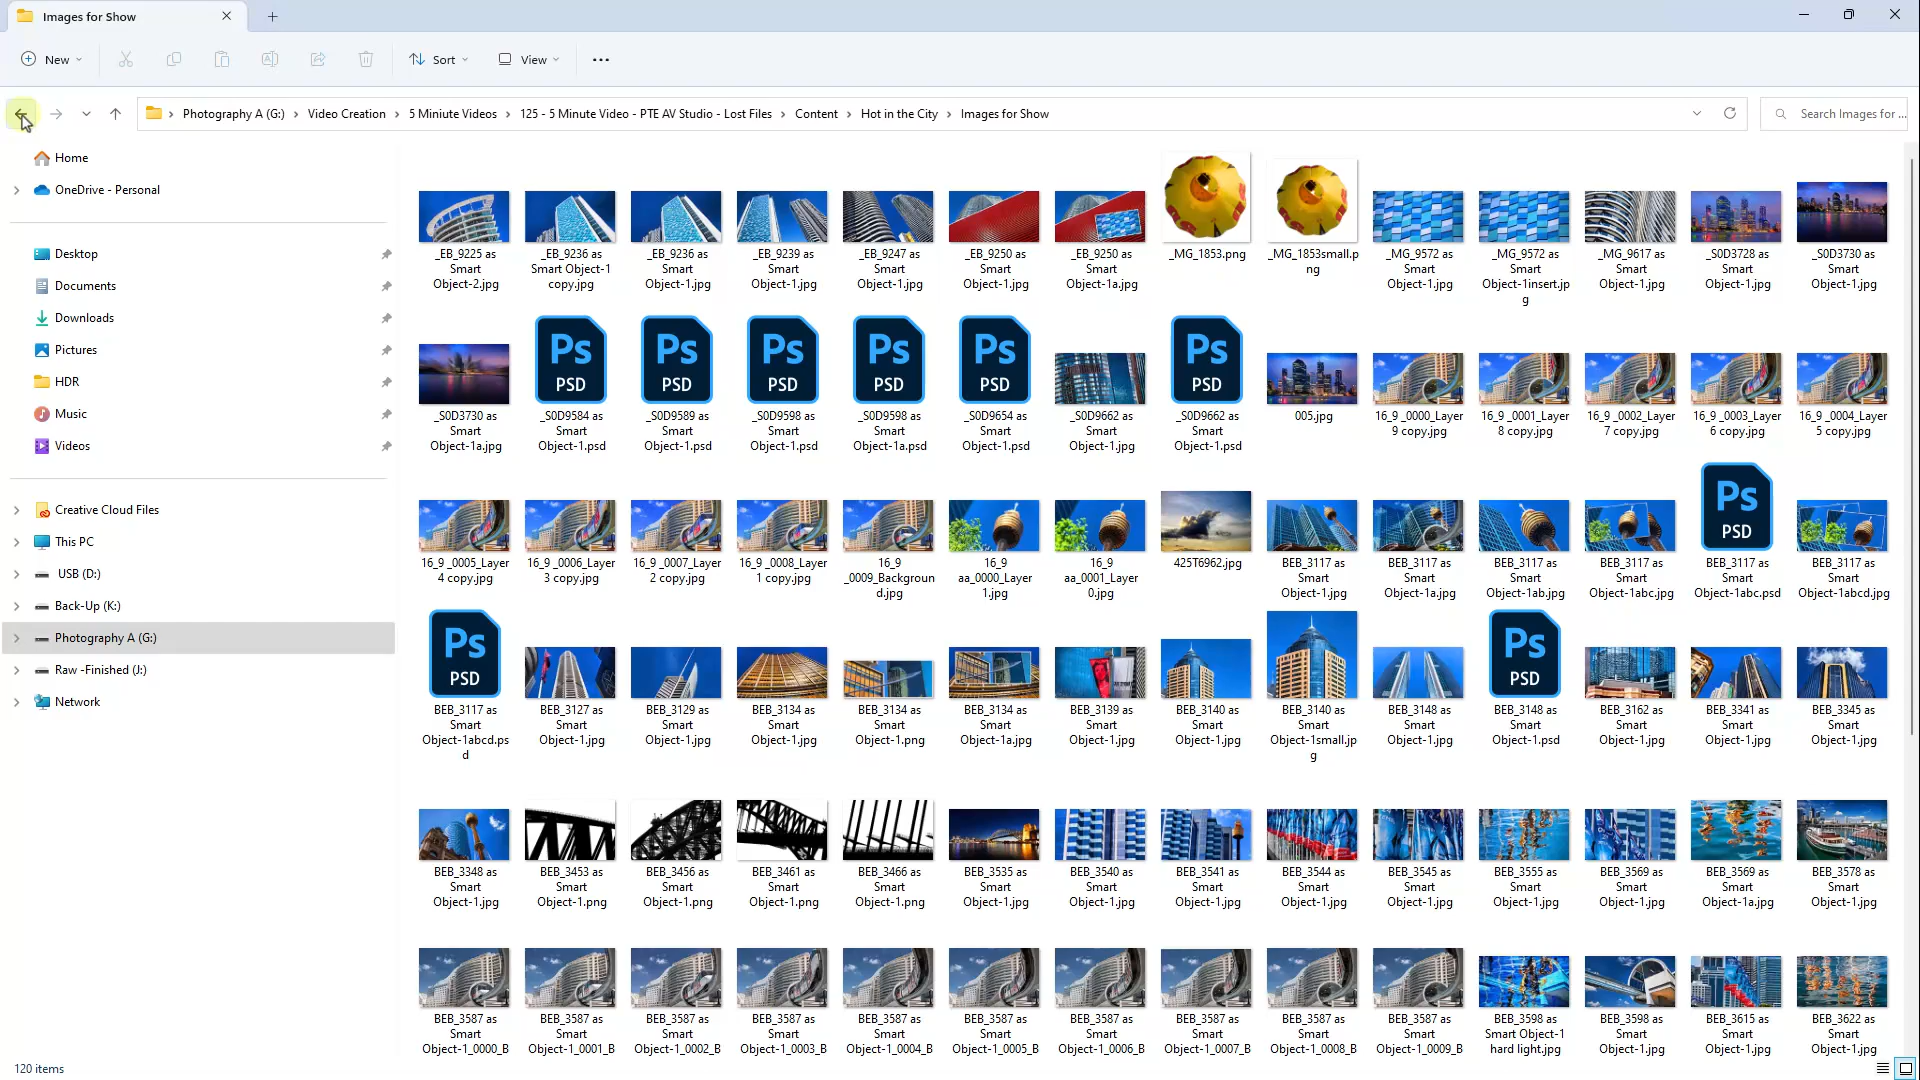 Images for Show
New
Sort
View
Photography A (G:) > Video Creation > 5 Miniute Videos > 125 - 5 Minute Video - PTE AV Studio - Lost Files > Content > Hot in the City > Images for Show
Search Images for ...
Home
OneDrive - Personal
Desktop
Documents
Downloads
Pictures
HDR
Music
Videos
Creative Cloud Files
This PC
USB (D:)
Back-Up (K:)
Photography A (G:)
Raw -Finished (J:)
Network
_EB_9225 as Smart Object-2.jpg
_EB_9236 as Smart Object-1 copy.jpg
_EB_9236 as Smart Object-1.jpg
_EB_9239 as Smart Object-1.jpg
_EB_9247 as Smart Object-1.jpg
_EB_9250 as Smart Object-1.jpg
_EB_9250 as Smart Object-1a.jpg
_MG_1853.png
_MG_1853small.png
_MG_9572 as Smart Object-1.jpg
_MG_9572 as Smart Object-1insert.jpg
_MG_9617 as Smart Object-1.jpg
_S0D3728 as Smart Object-1.jpg
_S0D3730 as Smart Object-1.jpg
_S0D3730 as Smart Object-1a.jpg
Ps PSD
_S0D9584 as Smart Object-1.psd
Ps PSD
_S0D9589 as Smart Object-1.psd
Ps PSD
_S0D9598 as Smart Object-1.psd
Ps PSD
_S0D9598 as Smart Object-1a.psd
Ps PSD
_S0D9654 as Smart Object-1.psd
_S0D9662 as Smart Object-1.jpg
Ps PSD
_S0D9662 as Smart Object-1.psd
005.jpg
16_9 _0000_Layer 9 copy.jpg
16_9 _0001_Layer 8 copy.jpg
16_9 _0002_Layer 7 copy.jpg
16_9 _0003_Layer 6 copy.jpg
16_9 _0004_Layer 5 copy.jpg
16_9 _0005_Layer 4 copy.jpg
16_9 _0006_Layer 3 copy.jpg
16_9 _0007_Layer 2 copy.jpg
16_9 _0008_Layer 1 copy.jpg
16_9 _0009_Background.jpg
16_9 aa_0000_Layer 1.jpg
16_9 aa_0001_Layer 0.jpg
425T6962.jpg
BEB_3117 as Smart Object-1.jpg
BEB_3117 as Smart Object-1a.jpg
BEB_3117 as Smart Object-1ab.jpg
BEB_3117 as Smart Object-1abc.jpg
Ps PSD
BEB_3117 as Smart Object-1abc.psd
BEB_3117 as Smart Object-1abcd.jpg
Ps PSD
BEB_3117 as Smart Object-1abcd.psd
BEB_3127 as Smart Object-1.jpg
BEB_3129 as Smart Object-1.jpg
BEB_3134 as Smart Object-1.jpg
BEB_3134 as Smart Object-1.png
BEB_3134 as Smart Object-1a.jpg
BEB_3139 as Smart Object-1.jpg
BEB_3140 as Smart Object-1.jpg
BEB_3140 as Smart Object-1small.jpg
BEB_3148 as Smart Object-1.jpg
Ps PSD
BEB_3148 as Smart Object-1.psd
BEB_3162 as Smart Object-1.jpg
BEB_3341 as Smart Object-1.jpg
BEB_3345 as Smart Object-1.jpg
BEB_3348 as Smart Object-1.jpg
BEB_3453 as Smart Object-1.png
BEB_3456 as Smart Object-1.png
BEB_3461 as Smart Object-1.png
BEB_3466 as Smart Object-1.png
BEB_3535 as Smart Object-1.jpg
BEB_3540 as Smart Object-1.jpg
BEB_3541 as Smart Object-1.jpg
BEB_3544 as Smart Object-1.jpg
BEB_3545 as Smart Object-1.jpg
BEB_3555 as Smart Object-1.jpg
BEB_3569 as Smart Object-1.jpg
BEB_3569 as Smart Object-1a.jpg
BEB_3578 as Smart Object-1.jpg
BEB_3587 as Smart Object-1_0000_B
BEB_3587 as Smart Object-1_0001_B
BEB_3587 as Smart Object-1_0002_B
BEB_3587 as Smart Object-1_0003_B
BEB_3587 as Smart Object-1_0004_B
BEB_3587 as Smart Object-1_0005_B
BEB_3587 as Smart Object-1_0006_B
BEB_3587 as Smart Object-1_0007_B
BEB_3587 as Smart Object-1_0008_B
BEB_3587 as Smart Object-1_0009_B
BEB_3598 as Smart Object-1 hard light.jpg
BEB_3598 as Smart Object-1.jpg
BEB_3615 as Smart Object-1.jpg
BEB_3622 as Smart Object-1.jpg
120 items